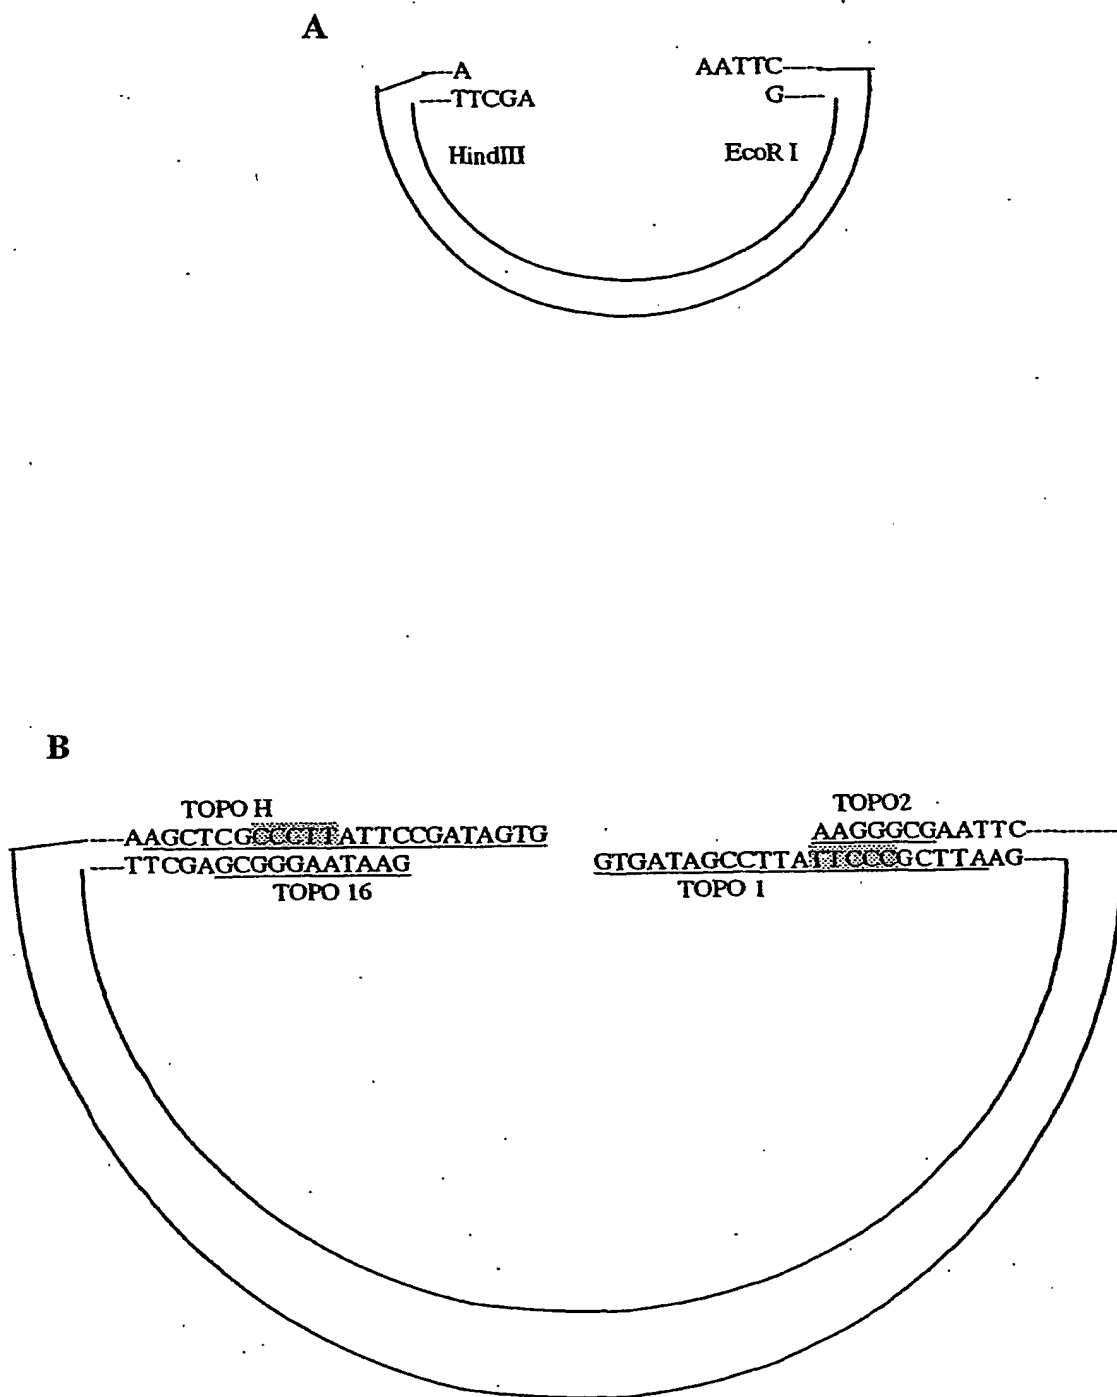 A
---A AATTC-----
---TTCGA G----
HindIII EcoR I
B
TOPO H TOPO2
----AAGCTCGCCCTTATTCCGATAGTG AAGGGCGAATTC----------
---TTCGAGCGGGAATAAG GTGATAGCCTTATTCCCGCTTAAG----
TOPO 16 TOPO 1